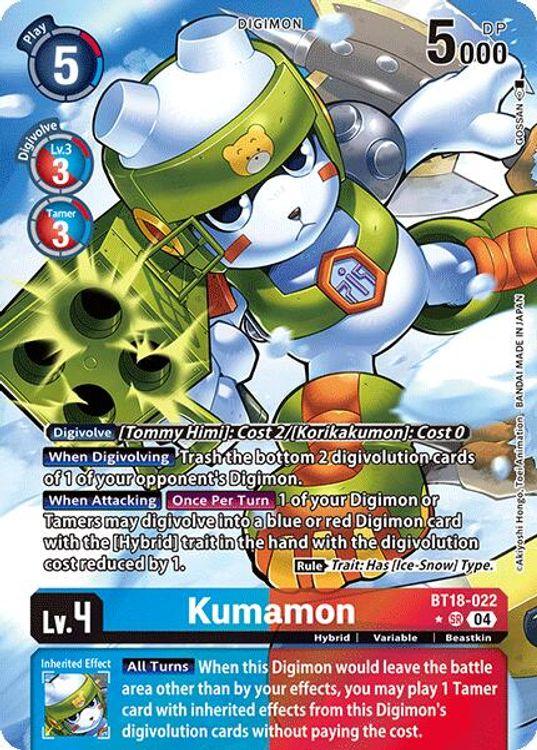 Play
5
DIGIMON
DP
5000
GOSSAN
Digivolve
Lv.3
3
Tamer
3
Digivolve [Tommy Himi]: Cost 2/[Korikakumon]: Cost 0
When Digivolving Trash the bottom 2 digivolution cards
of 1 of your opponent's Digimon.
When Attacking Once Per Turn 1 of your Digimon or
Tamers may digivolve into a blue or red Digimon card
with the [Hybrid] trait in the hand with the digivolution
cost reduced by 1.
Rule Trait: Has [Ice-Snow] Type.
©Akiyoshi Hongo, Toei Animation BANDAI MADE IN JAPAN
Lv.4
Kumamon
BT18-022
SR 04
Hybrid | Variable | Beastkin
Inherited Effect
All Turns When this Digimon would leave the battle
area other than by your effects, you may play 1 Tamer
card with inherited effects from this Digimon's
digivolution cards without paying the cost.